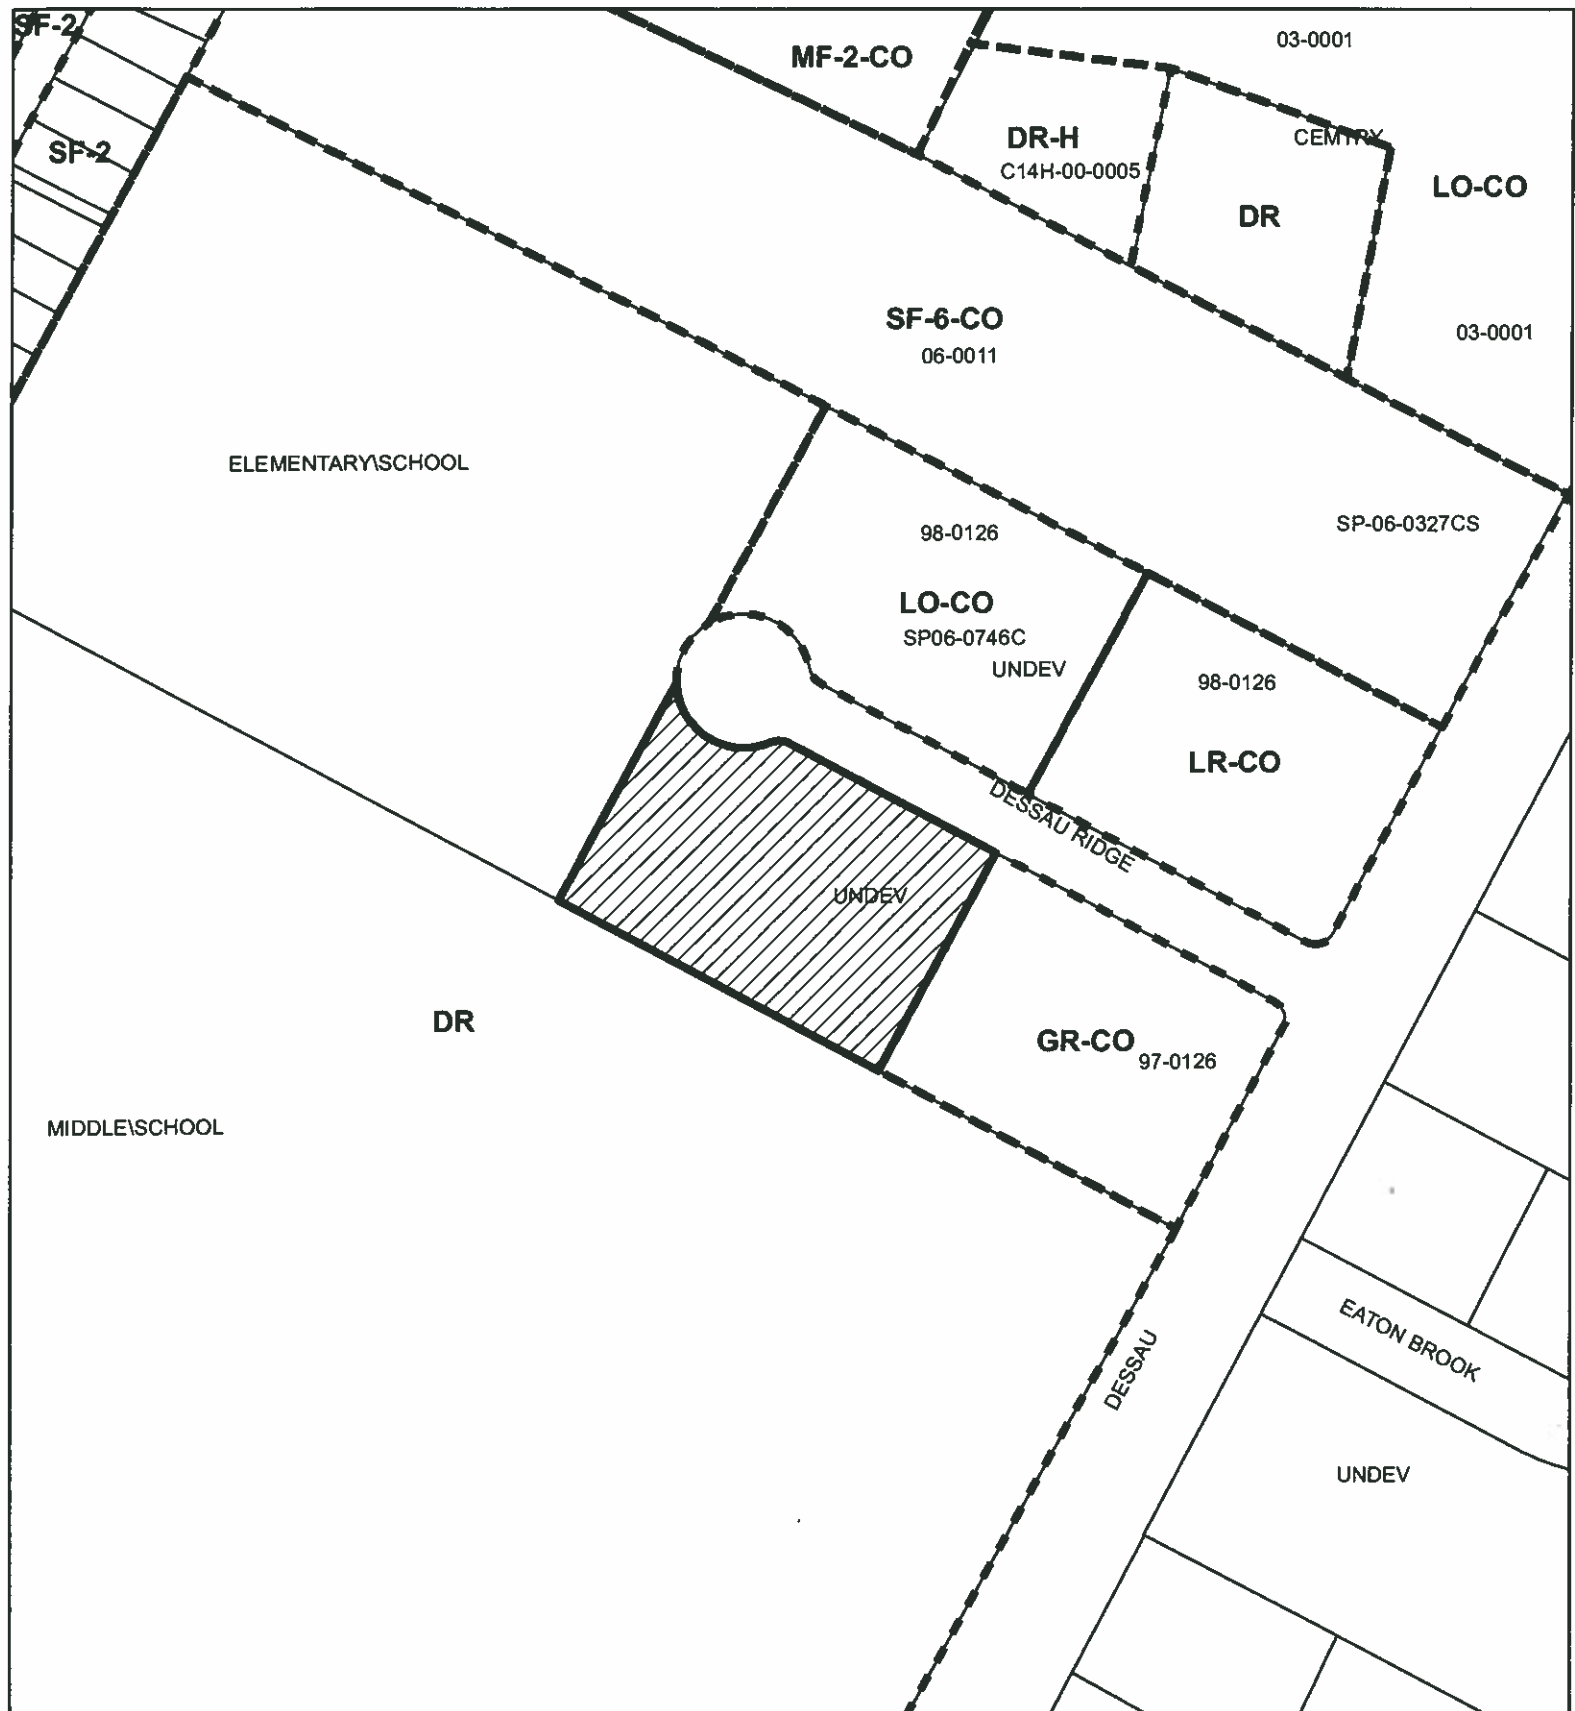 SF-2
MF-2-CO
03-0001
DR-H
C14H-00-0005
CEMTRY
SF-2
LO-CO
DR
SF-6-CO
06-0011
03-0001
ELEMENTARY\SCHOOL
98-0126
SP-06-0327CS
LO-CO
SP06-0746C
UNDEV
98-0126
LR-CO
DESSAU RIDGE
UNDEV
DR
GR-CO
97-0126
MIDDLE\SCHOOL
EATON BROOK
DESSAU
UNDEV